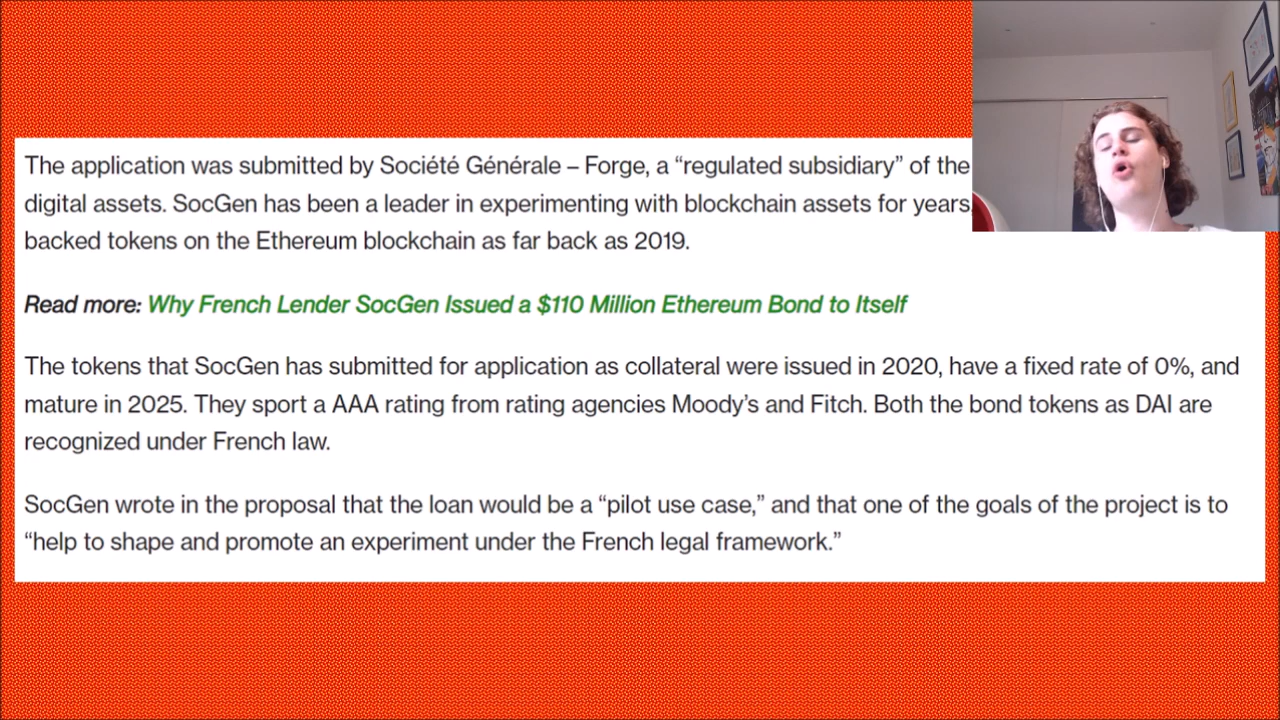 The application was submitted by Société Générale – Forge, a “regulated subsidiary” of the
digital assets. SocGen has been a leader in experimenting with blockchain assets for years
backed tokens on the Ethereum blockchain as far back as 2019.
Read more: Why French Lender SocGen Issued a $110 Million Ethereum Bond to Itself
The tokens that SocGen has submitted for application as collateral were issued in 2020, have a fixed rate of 0%, and
mature in 2025. They sport a AAA rating from rating agencies Moody’s and Fitch. Both the bond tokens as DAI are
recognized under French law.
SocGen wrote in the proposal that the loan would be a “pilot use case,” and that one of the goals of the project is to
“help to shape and promote an experiment under the French legal framework.”